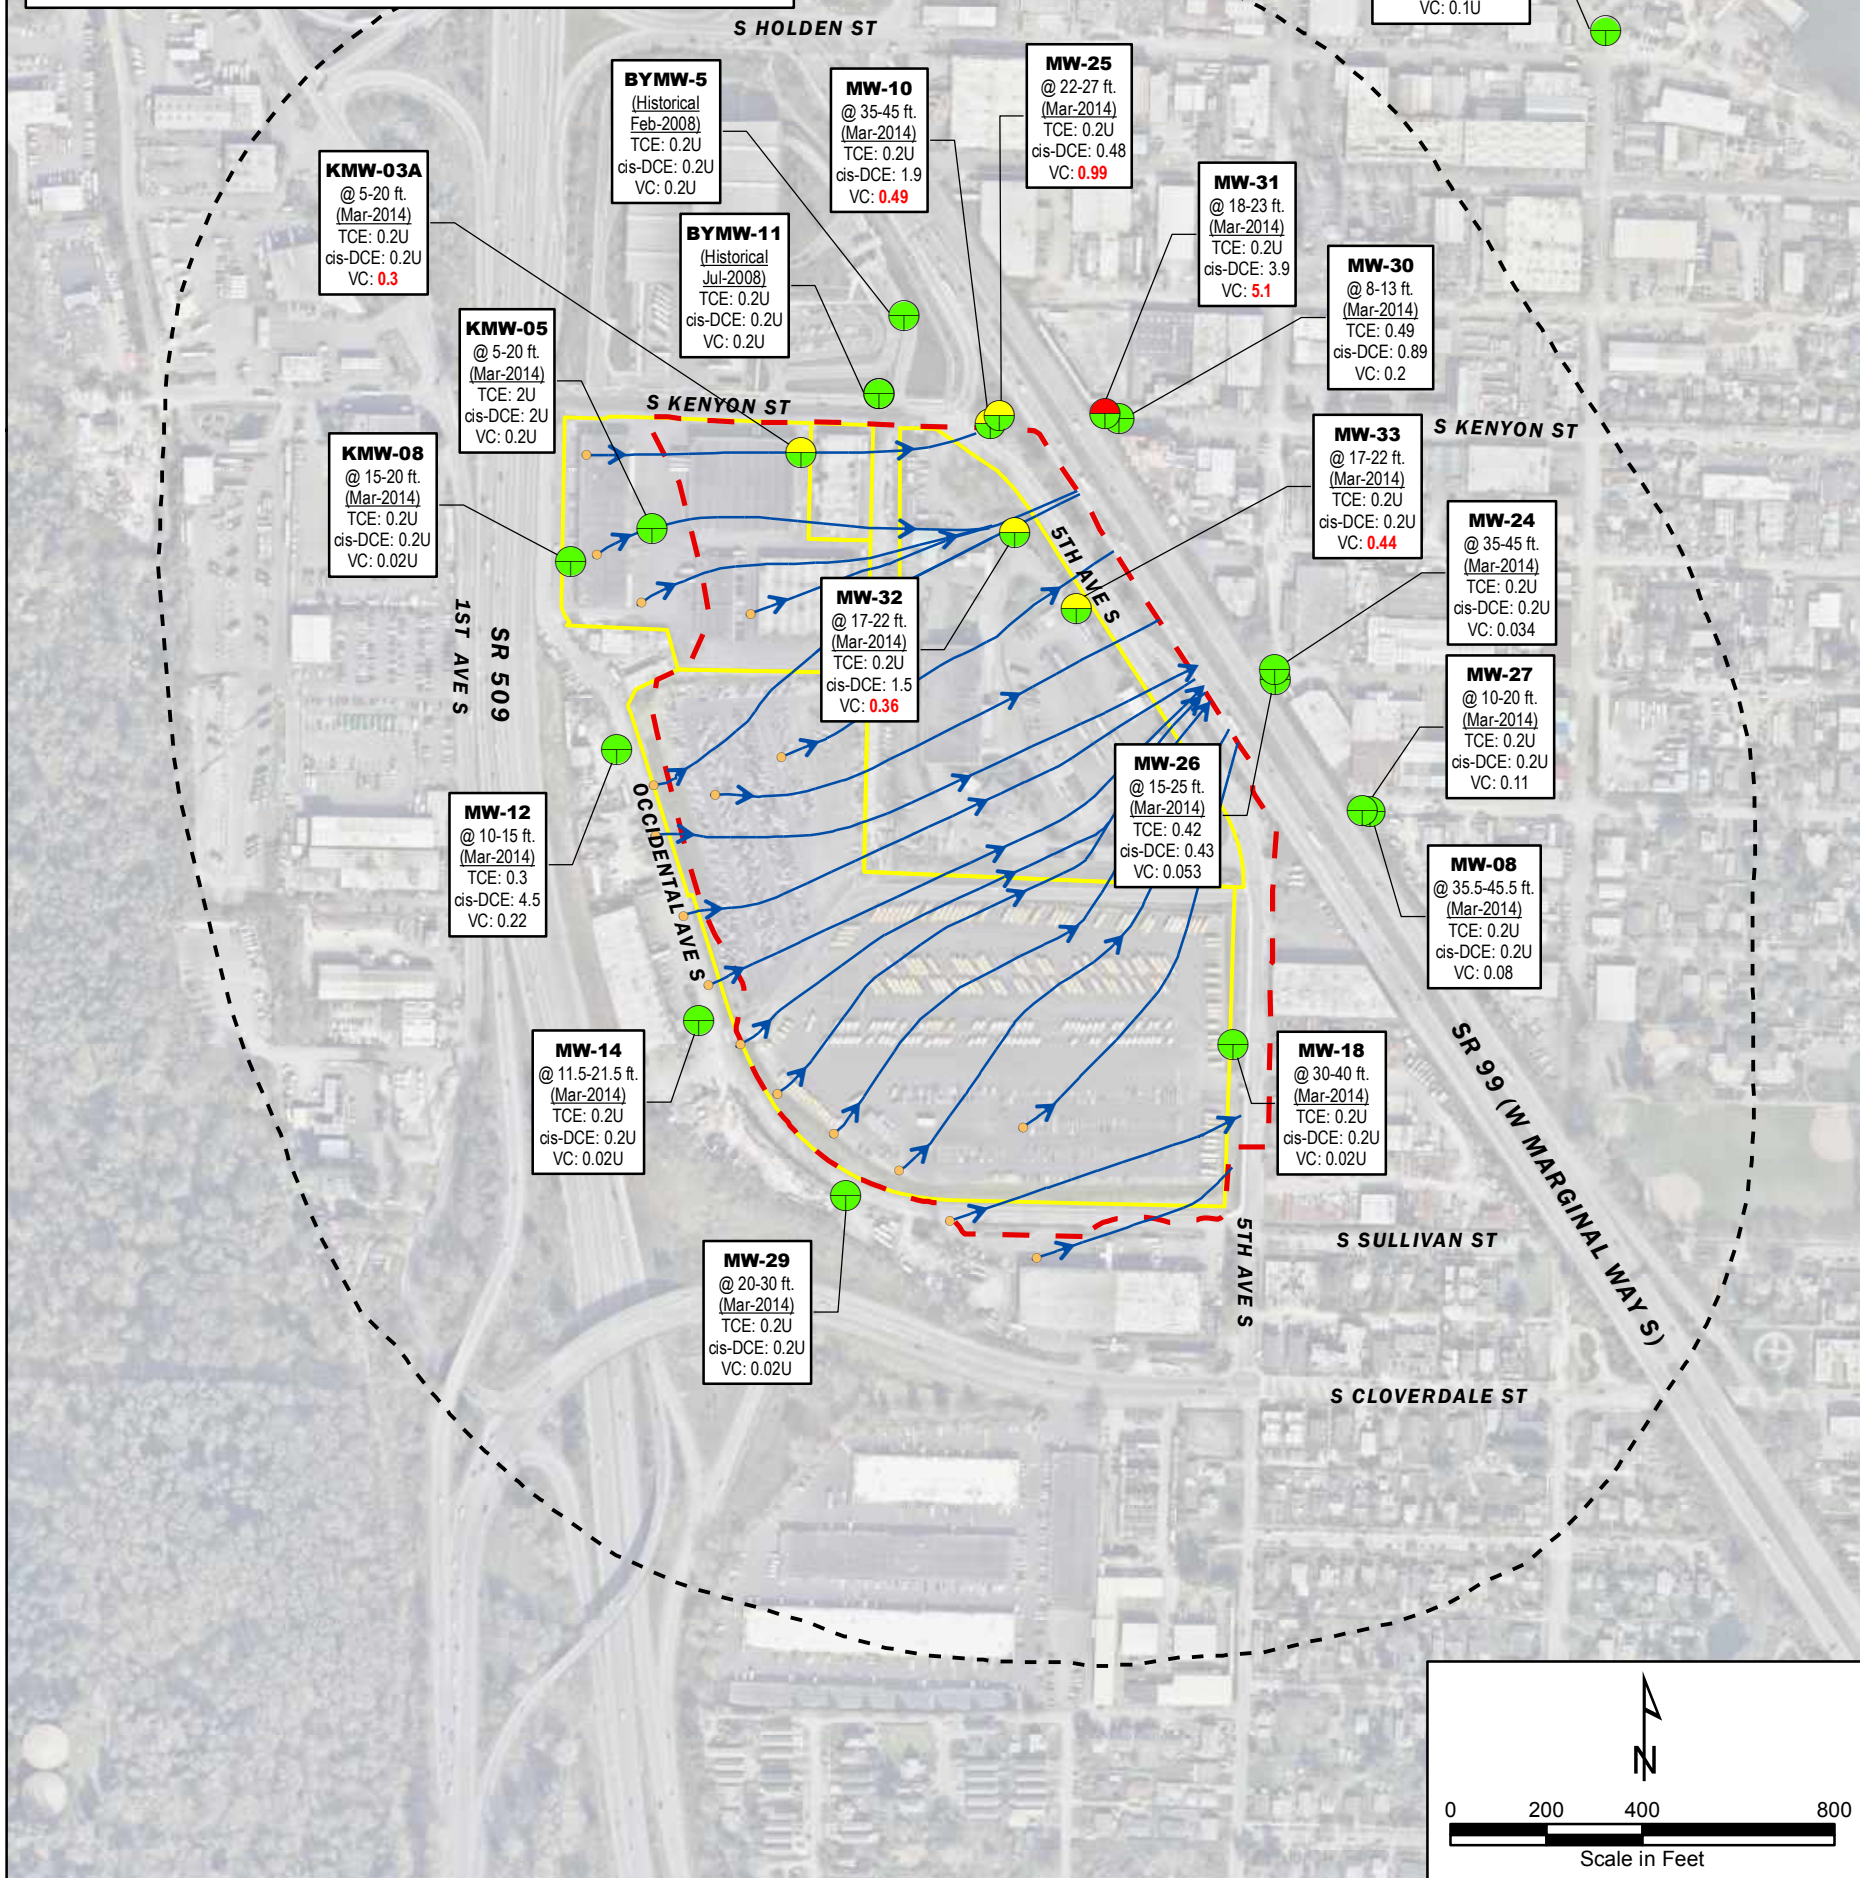 VC: 0.1U
S HOLDEN ST
BYMW-5
(Historical
Feb-2008)
TCE: 0.2U
cis-DCE: 0.2U
VC: 0.2U
MW-10
@ 35-45 ft.
(Mar-2014)
TCE: 0.2U
cis-DCE: 1.9
VC: 0.49
MW-25
@ 22-27 ft.
(Mar-2014)
TCE: 0.2U
cis-DCE: 0.48
VC: 0.99
KMW-03A
@ 5-20 ft.
(Mar-2014)
TCE: 0.2U
cis-DCE: 0.2U
VC: 0.3
BYMW-11
(Historical
Jul-2008)
TCE: 0.2U
cis-DCE: 0.2U
VC: 0.2U
MW-31
@ 18-23 ft.
(Mar-2014)
TCE: 0.2U
cis-DCE: 3.9
VC: 5.1
MW-30
@ 8-13 ft.
(Mar-2014)
TCE: 0.49
cis-DCE: 0.89
VC: 0.2
KMW-05
@ 5-20 ft.
(Mar-2014)
TCE: 2U
cis-DCE: 2U
VC: 0.2U
S KENYON ST
S KENYON ST
KMW-08
@ 15-20 ft.
(Mar-2014)
TCE: 0.2U
cis-DCE: 0.2U
VC: 0.02U
MW-33
@ 17-22 ft.
(Mar-2014)
TCE: 0.2U
cis-DCE: 0.2U
VC: 0.44
MW-24
@ 35-45 ft.
(Mar-2014)
TCE: 0.2U
cis-DCE: 0.2U
VC: 0.034
5TH AVE S
1ST AVE S
SR 509
MW-32
@ 17-22 ft.
(Mar-2014)
TCE: 0.2U
cis-DCE: 1.5
VC: 0.36
MW-27
@ 10-20 ft.
(Mar-2014)
TCE: 0.2U
cis-DCE: 0.2U
VC: 0.11
MW-26
@ 15-25 ft.
(Mar-2014)
TCE: 0.42
cis-DCE: 0.43
VC: 0.053
MW-12
@ 10-15 ft.
(Mar-2014)
TCE: 0.3
cis-DCE: 4.5
VC: 0.22
OCCIDENTAL AVE S
MW-08
@ 35.5-45.5 ft.
(Mar-2014)
TCE: 0.2U
cis-DCE: 0.2U
VC: 0.08
MW-14
@ 11.5-21.5 ft.
(Mar-2014)
TCE: 0.2U
cis-DCE: 0.2U
VC: 0.02U
MW-18
@ 30-40 ft.
(Mar-2014)
TCE: 0.2U
cis-DCE: 0.2U
VC: 0.02U
SR 99 (W MARGINAL WAY S)
MW-29
@ 20-30 ft.
(Mar-2014)
TCE: 0.2U
cis-DCE: 0.2U
VC: 0.02U
5TH AVE S
S SULLIVAN ST
S CLOVERDALE ST
N
0 200 400 800
Scale in Feet